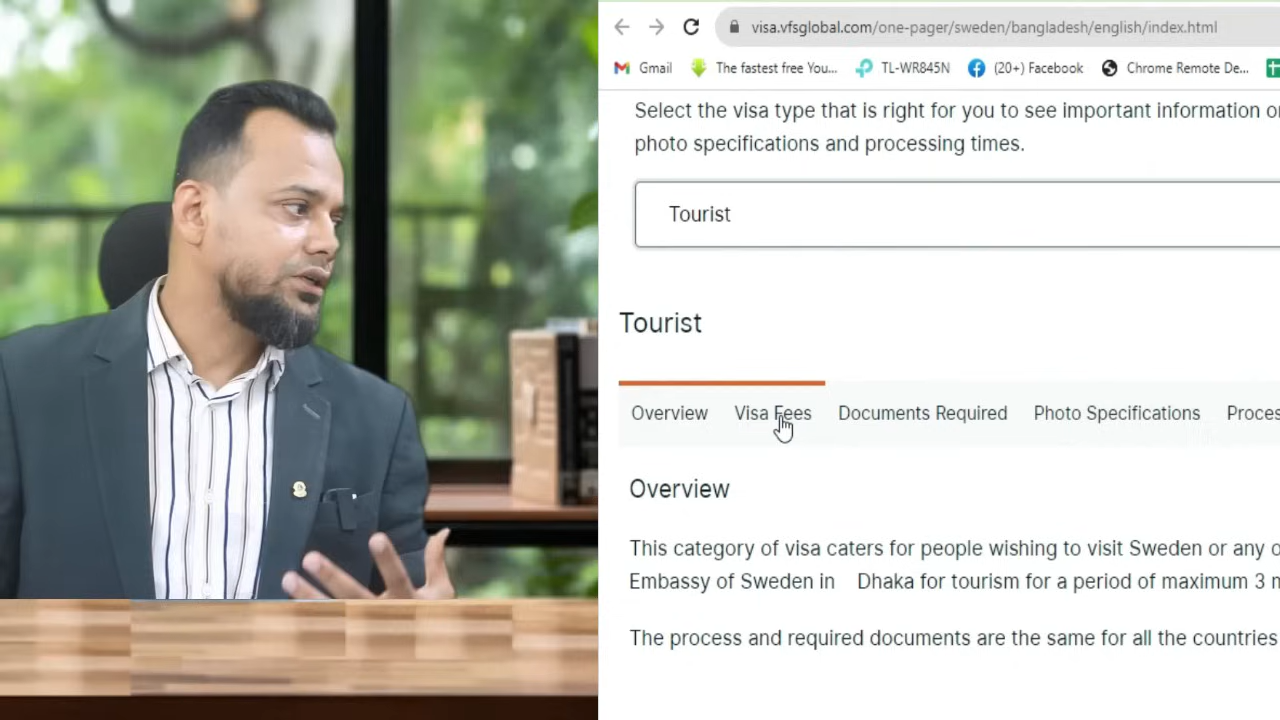 visa.vfsglobal.com/one-pager/sweden/bangladesh/english/index.html
Gmail The fastest free You... TL-WR845N (20+) Facebook Chrome Remote De...
Select the visa type that is right for you to see important information o
photo specifications and processing times.
Tourist
Tourist
Overview Visa Fees Documents Required Photo Specifications Proces
Overview
This category of visa caters for people wishing to visit Sweden or any o
Embassy of Sweden in Dhaka for tourism for a period of maximum 3 m
The process and required documents are the same for all the countries